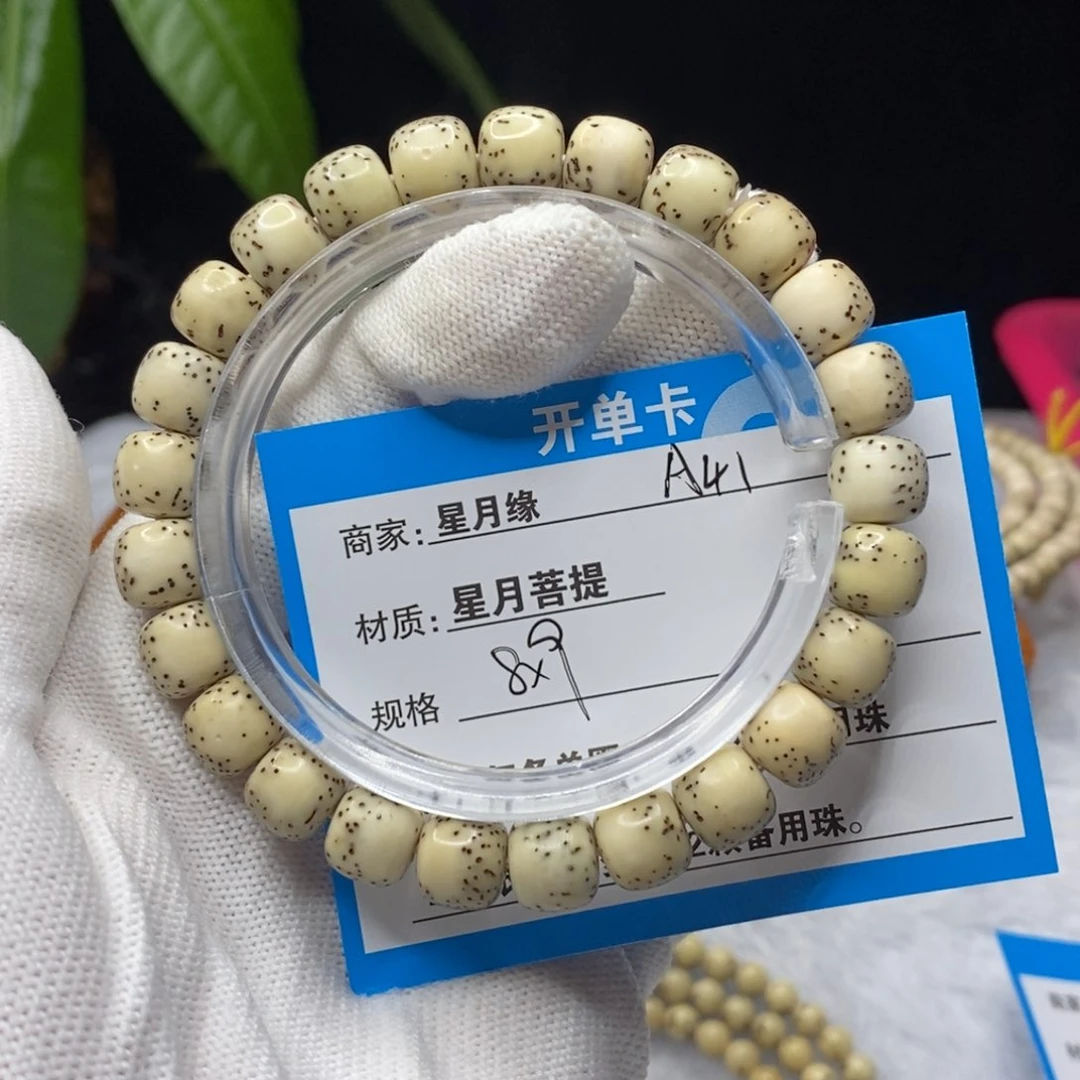 开单卡
A41
商家：星月缘
材质：星月菩提
规格 8x9
用珠
备用珠。